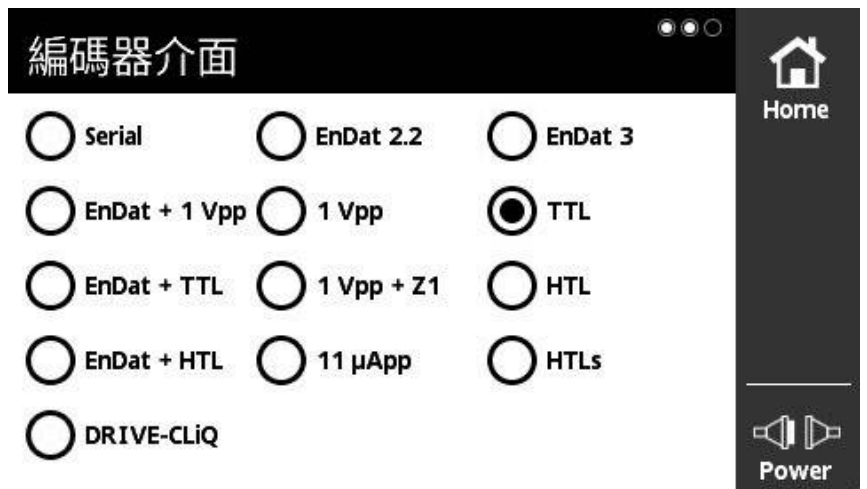 編碼器介面
Home
Serial
EnDat 2.2
EnDat 3
EnDat + 1 Vpp
1 Vpp
TTL
EnDat + TTL
1 Vpp + Z1
HTL
EnDat + HTL
11 µApp
HTLs
DRIVE-CLiQ
Power